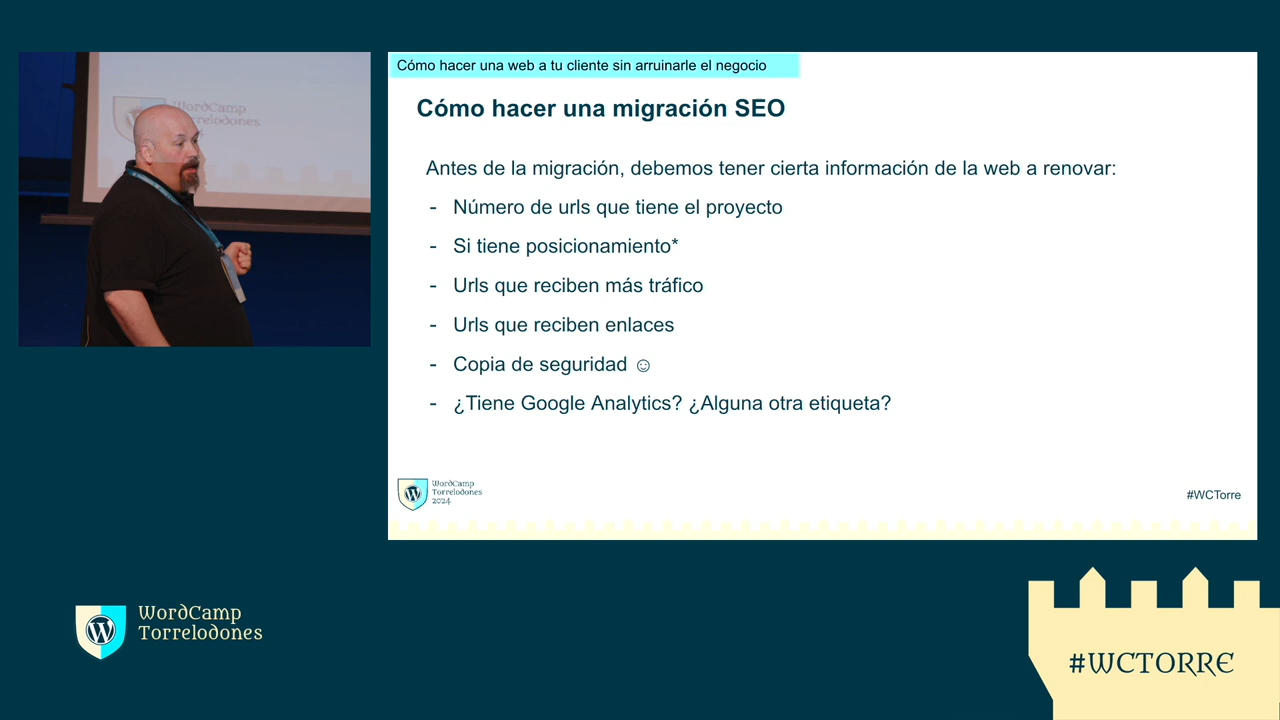 WordCamp
Torrelodones
Cómo hacer una web a tu cliente sin arruinarle el negocio
Cómo hacer una migración SEO
Antes de la migración, debemos tener cierta información de la web a renovar:
- Número de urls que tiene el proyecto
- Si tiene posicionamiento*
- Urls que reciben más tráfico
- Urls que reciben enlaces
- Copia de seguridad ☺
- ¿Tiene Google Analytics? ¿Alguna otra etiqueta?
WordCamp
Torrelodones
2024
#WCTorre
WordCamp
Torrelodones
#WCTORRE